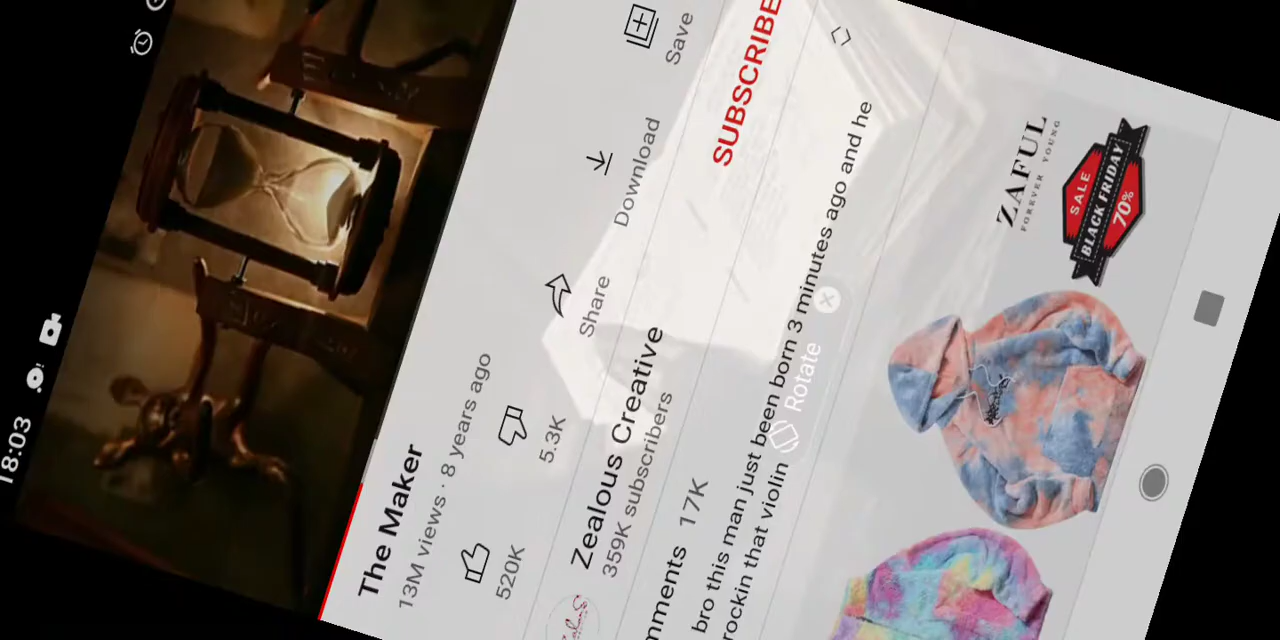 18:03
The Maker
13M views · 8 years ago
520K
5.3K
Share
Download
Save
Zealous Creative
359K subscribers
SUBSCRIBE
mments 17K
bro this man just been born 3 minutes ago and he
rockin that violin
Rotate
ZAFUL
FOREVER YOUNG
SALE
BLACK FRIDAY
70%